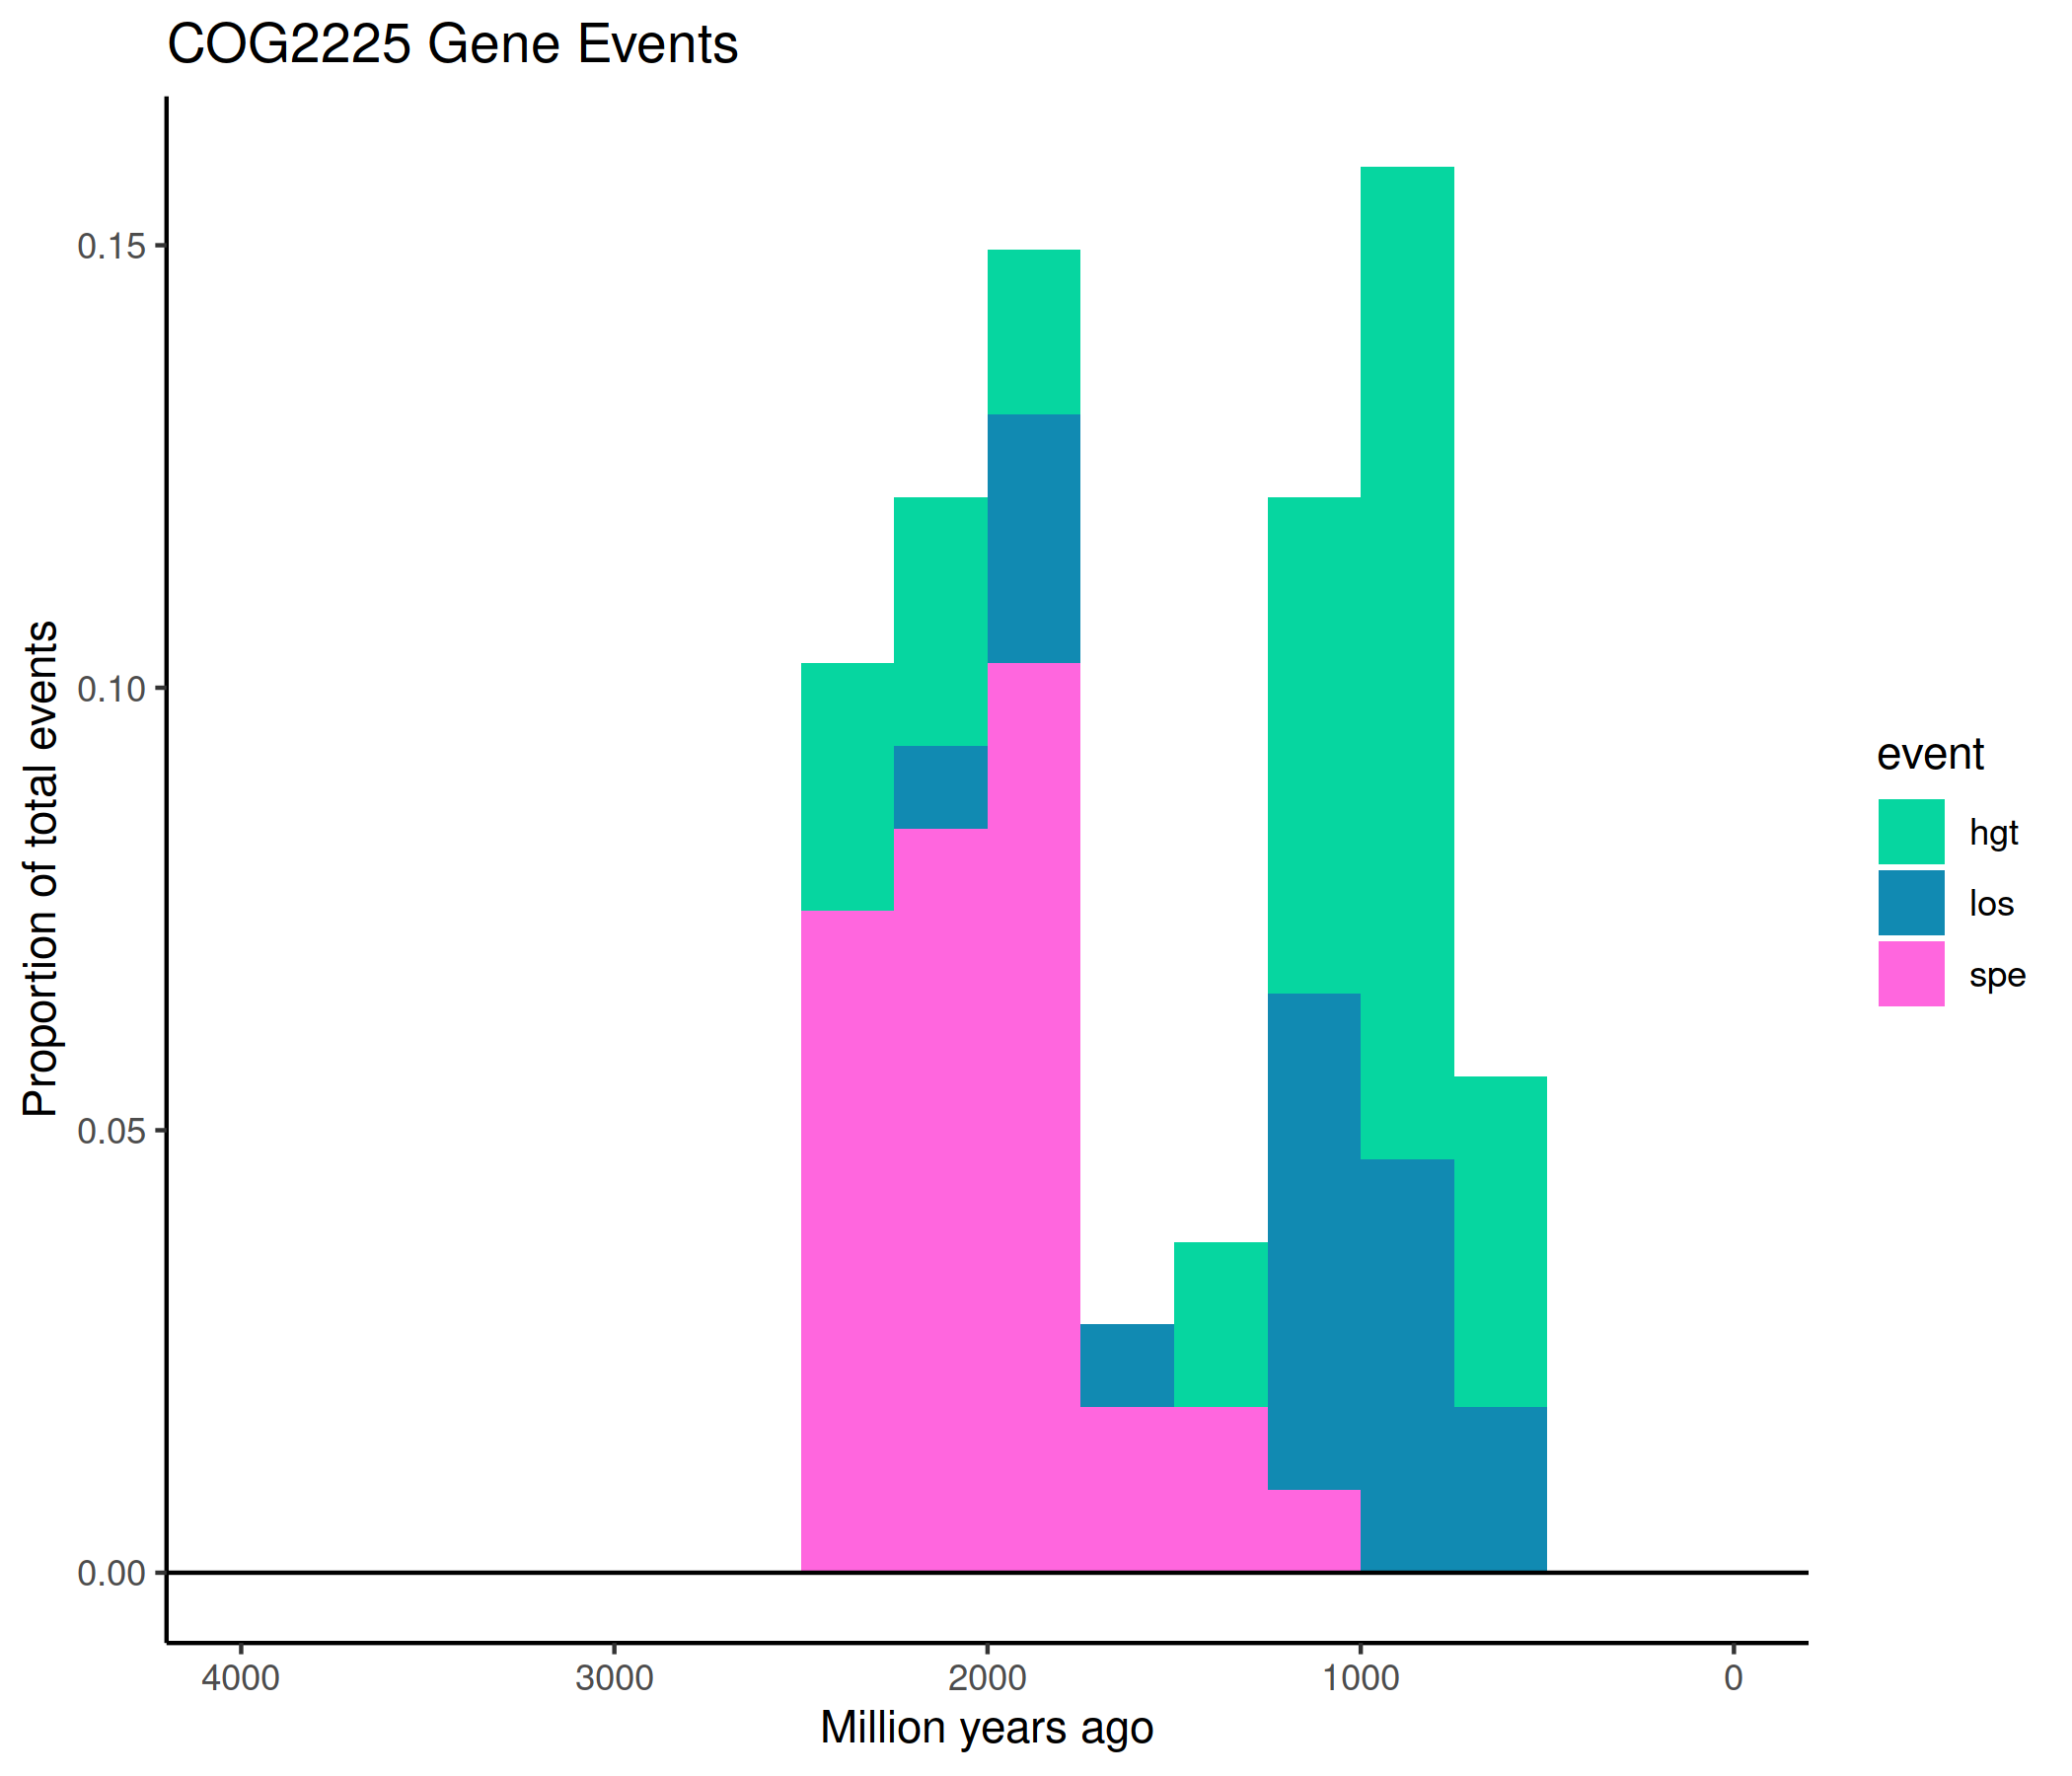 COG2225 Gene Events
Proportion of total events
0.15
0.10
0.05
0.00
4000 3000 2000 1000 0
Million years ago
event
hgt
los
spe